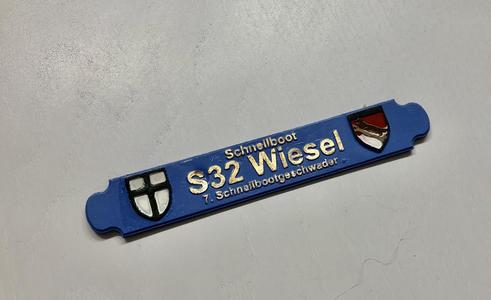 Schnellboot
S32 Wiesel
7. Schnellbootgeschwader